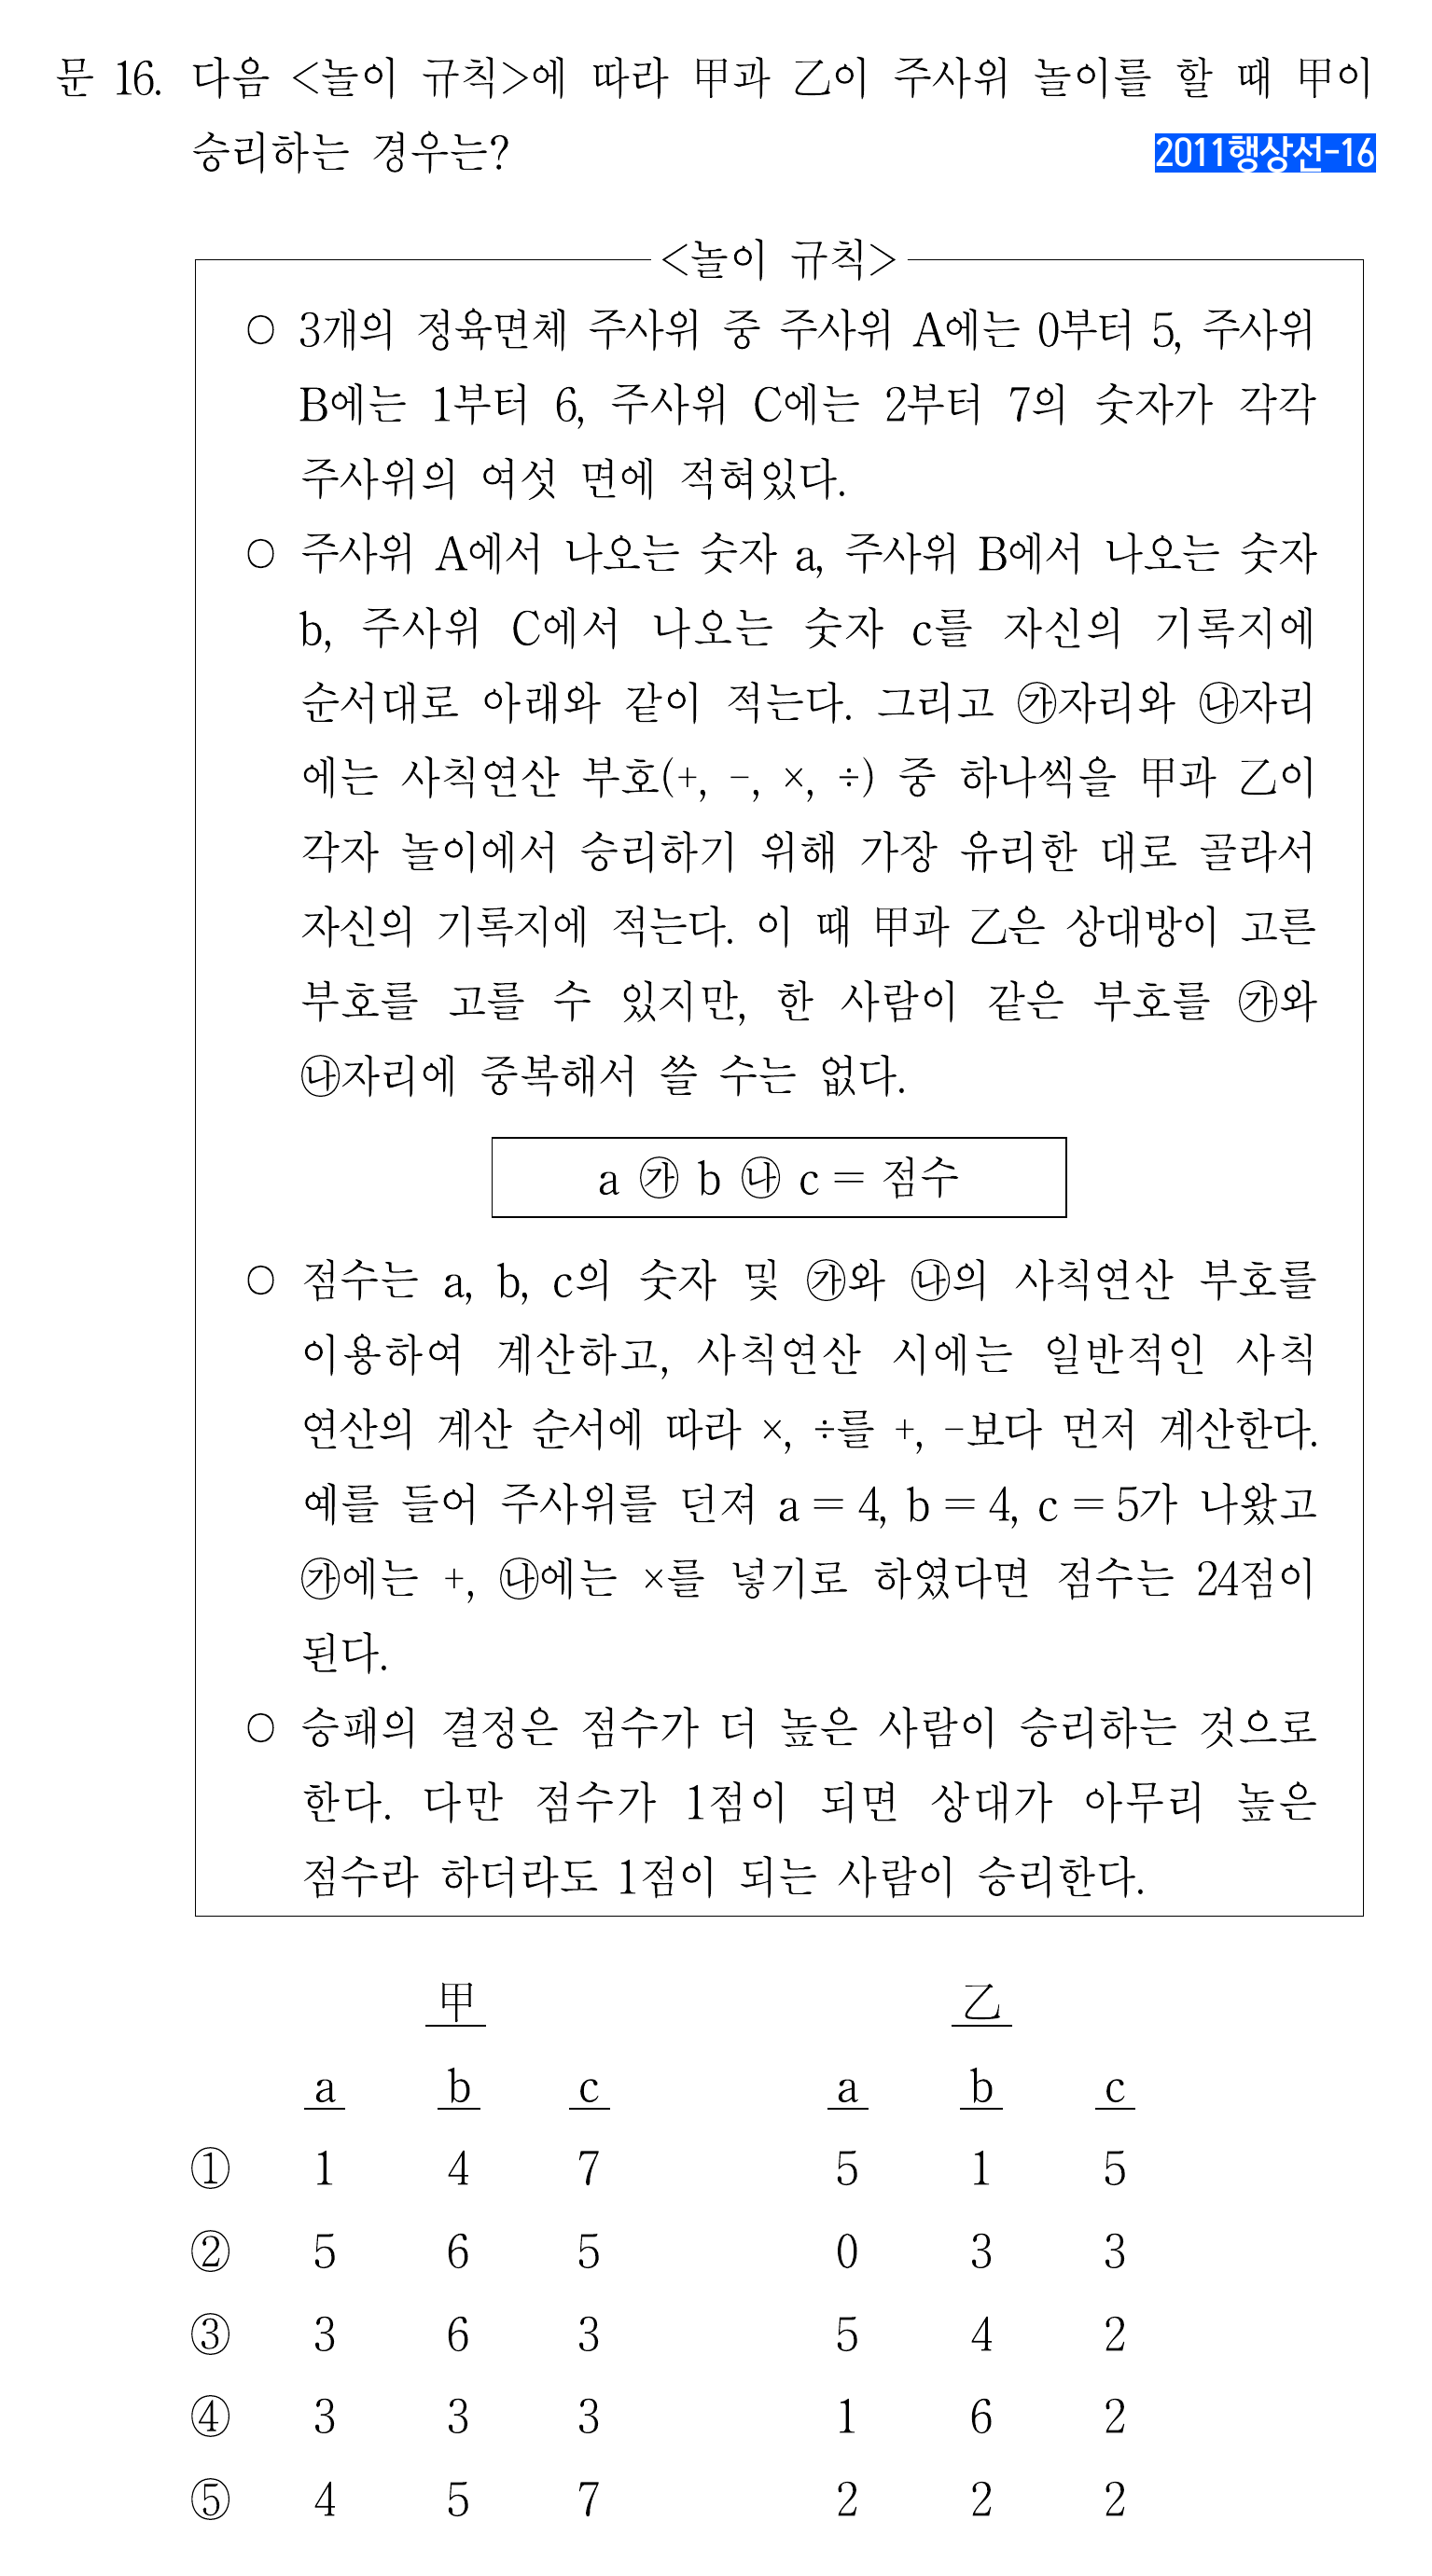 문 16. 다음 <놀이 규칙>에 따라 甲과 乙이 주사위 놀이를 할 때 甲이
승리하는 경우는?
2011행상선-16
<놀이 규칙>
○ 3개의 정육면체 주사위 중 주사위 A에는 0부터 5, 주사위
B에는 1부터 6, 주사위 C에는 2부터 7의 숫자가 각각
주사위의 여섯 면에 적혀있다.
○ 주사위 A에서 나오는 숫자 a, 주사위 B에서 나오는 숫자
b, 주사위 C에서 나오는 숫자 c를 자신의 기록지에
순서대로 아래와 같이 적는다. 그리고 ㉮자리와 ㉯자리
에는 사칙연산 부호(+, -, ×, ÷) 중 하나씩을 甲과 乙이
각자 놀이에서 승리하기 위해 가장 유리한 대로 골라서
자신의 기록지에 적는다. 이 때 甲과 乙은 상대방이 고른
부호를 고를 수 있지만, 한 사람이 같은 부호를 ㉮와
㉯자리에 중복해서 쓸 수는 없다.
a ㉮ b ㉯ c = 점수
○ 점수는 a, b, c의 숫자 및 ㉮와 ㉯의 사칙연산 부호를
이용하여 계산하고, 사칙연산 시에는 일반적인 사칙
연산의 계산 순서에 따라 ×, ÷를 +, -보다 먼저 계산한다.
예를 들어 주사위를 던져 a = 4, b = 4, c = 5가 나왔고
㉮에는 +, ㉯에는 ×를 넣기로 하였다면 점수는 24점이
된다.
○ 승패의 결정은 점수가 더 높은 사람이 승리하는 것으로
한다. 다만 점수가 1점이 되면 상대가 아무리 높은
점수라 하더라도 1점이 되는 사람이 승리한다.
甲 乙
a b c a b c
① 1 4 7 5 1 5
② 5 6 5 0 3 3
③ 3 6 3 5 4 2
④ 3 3 3 1 6 2
⑤ 4 5 7 2 2 2